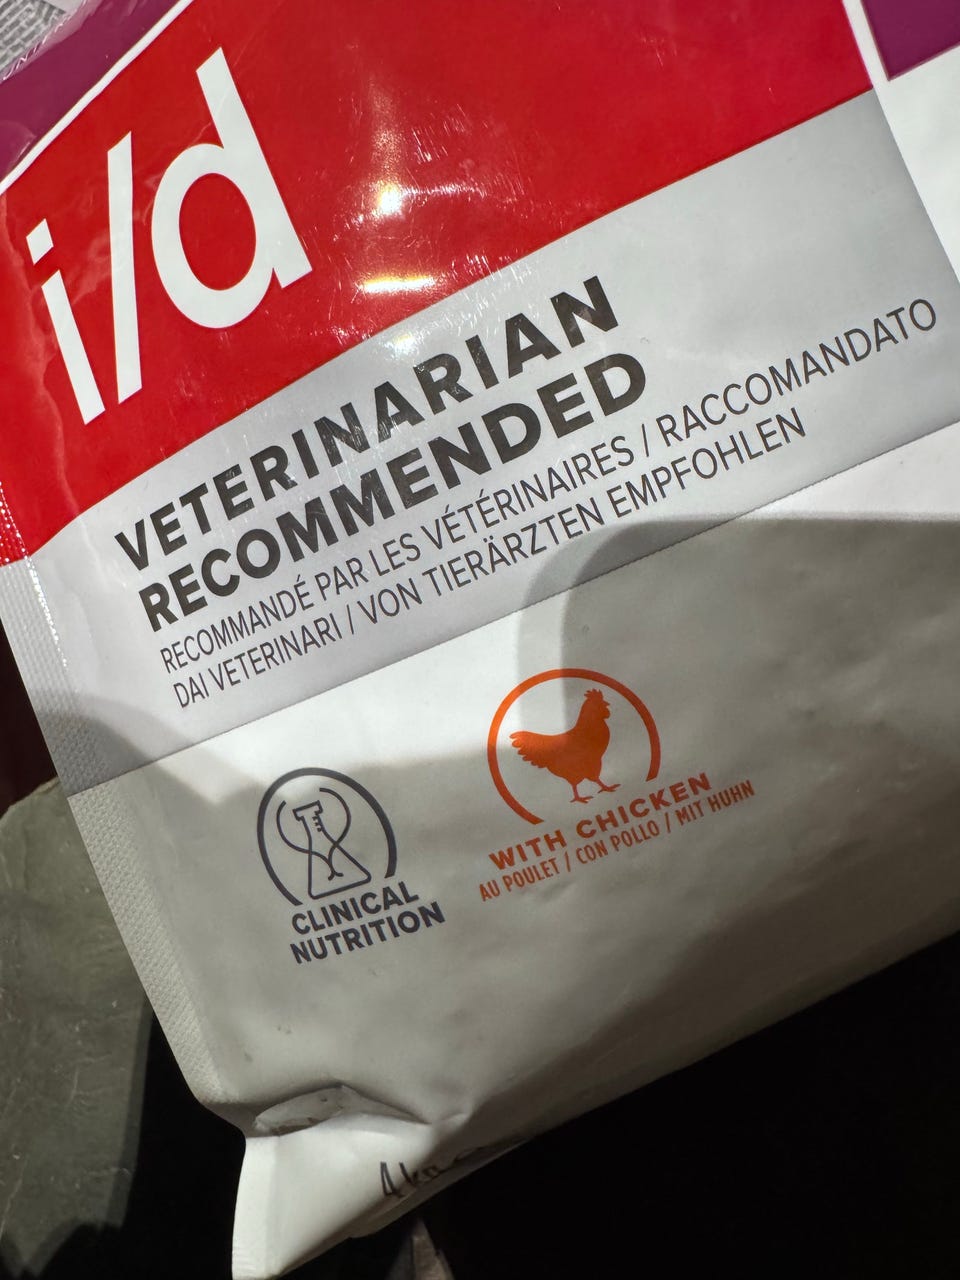 i/d
VETERINARIAN
RECOMMENDED
RECOMMANDÉ PAR LES VÉTÉRINAIRES / RACCOMANDATO
DAI VETERINARI / VON TIERÄRZTEN EMPFOHLEN
CLINICAL
NUTRITION
WITH CHICKEN
AU POULET / CON POLLO / MIT HUHN